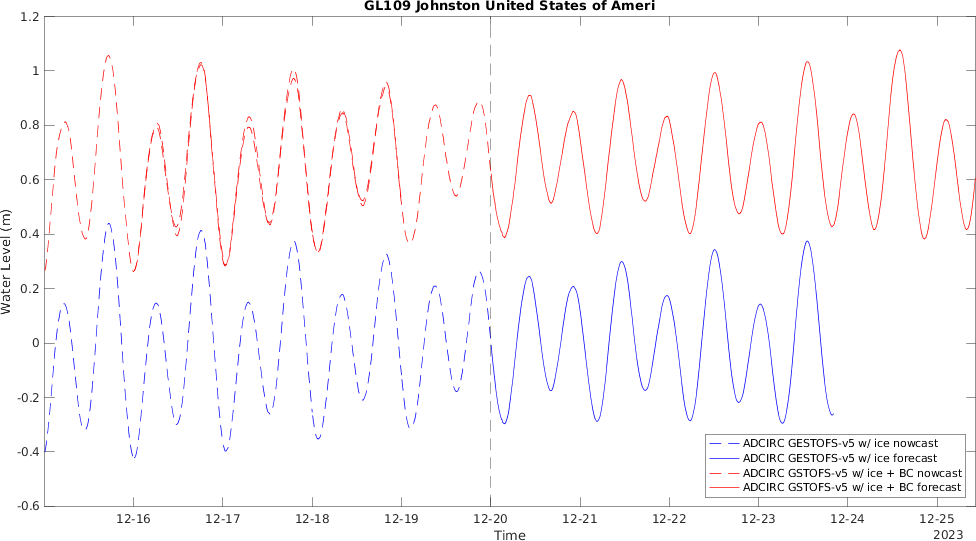 GL109 Johnston United States of Ameri
1.2
1
0.8
0.6
0.4
0.2
0
-0.2
-0.4
-0.6
Water Level (m)
12-16 12-17 12-18 12-19 12-20 12-21 12-22 12-23 12-24 12-25
Time
2023
ADCIRC GESTOFS-v5 w/ ice nowcast
ADCIRC GESTOFS-v5 w/ ice forecast
ADCIRC GSTOFS-v5 w/ ice + BC nowcast
ADCIRC GSTOFS-v5 w/ ice + BC forecast